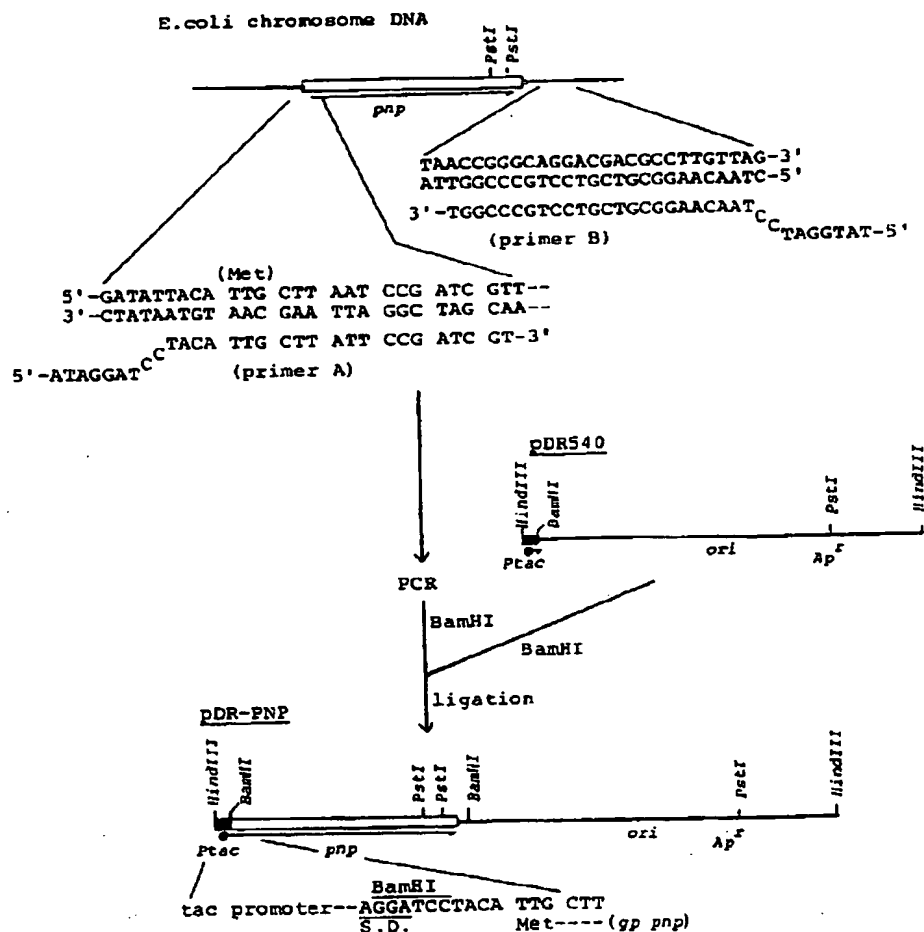 E.coli chromosome DNA
PstI
PstI
pnp
TAACCGGGCAGGACGACGCCTTGTTAG-3'
ATTGGCCCGTCCTGCTGCGGAACAATC-5'
3'-TGGCCCGTCCTGCTGCGGAACAATCCTAGGTAT-5'
(primer B)
(Met)
5'-GATATTACA TTG CTT AAT CCG ATC GTT--
3'-CTATAATGT AAC GAA TTA GGC TAG CAA--
5'-ATAGGATCCTACA TTG CTT ATT CCG ATC GT-3'
(primer A)
pDR540
HindIII
BamHI
PstI
HindIII
Ptac
ori
Ap^r
PCR
BamHI
BamHI
ligation
pDR-PNP
HindIII
BamHI
PstI
PstI
BamHI
PstI
HindIII
Ptac
pnp
ori
Ap^r
BamHI
tac promoter--AGGATCCTACA TTG CTT
S.D.
Met----(gp pnp)